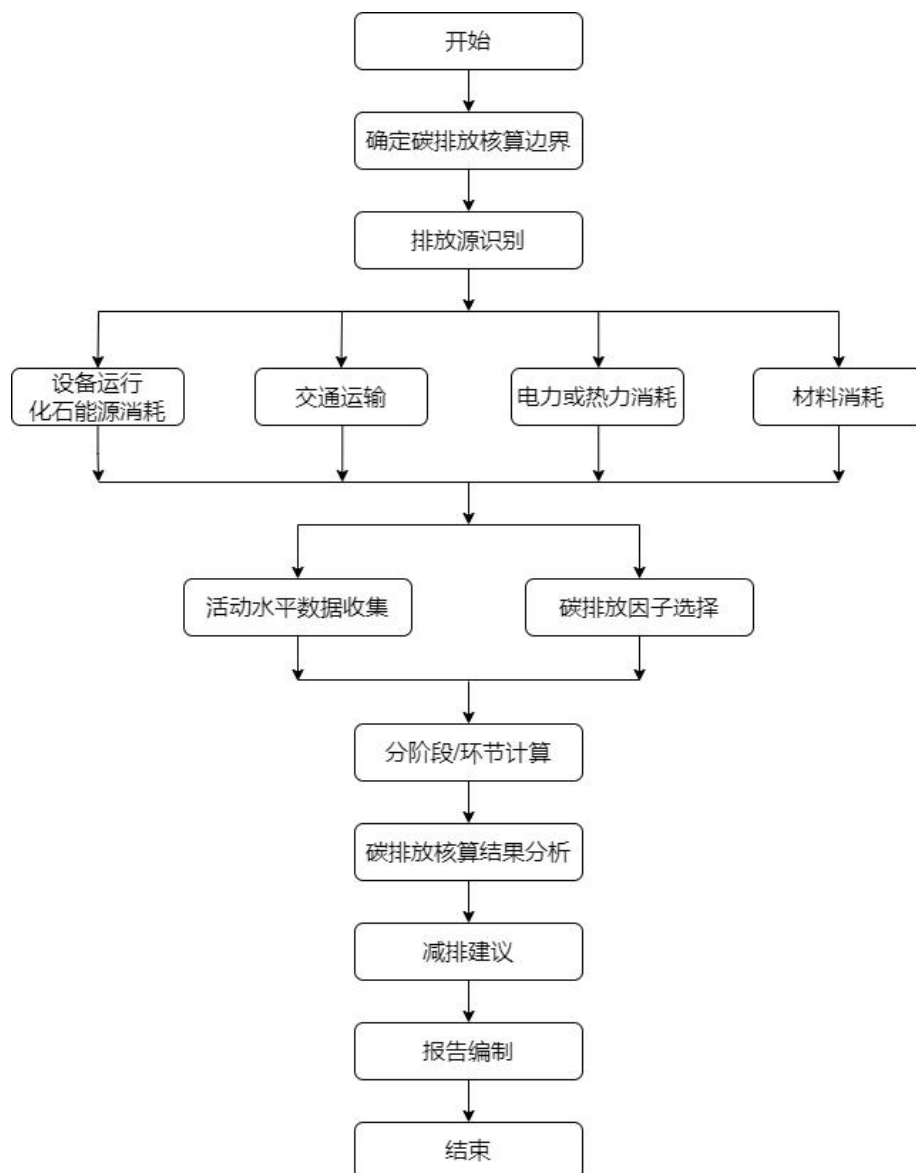 开始
确定碳排放核算边界
排放源识别
设备运行
化石能源消耗
交通运输
电力或热力消耗
材料消耗
活动水平数据收集
碳排放因子选择
分阶段/环节计算
碳排放核算结果分析
减排建议
报告编制
结束